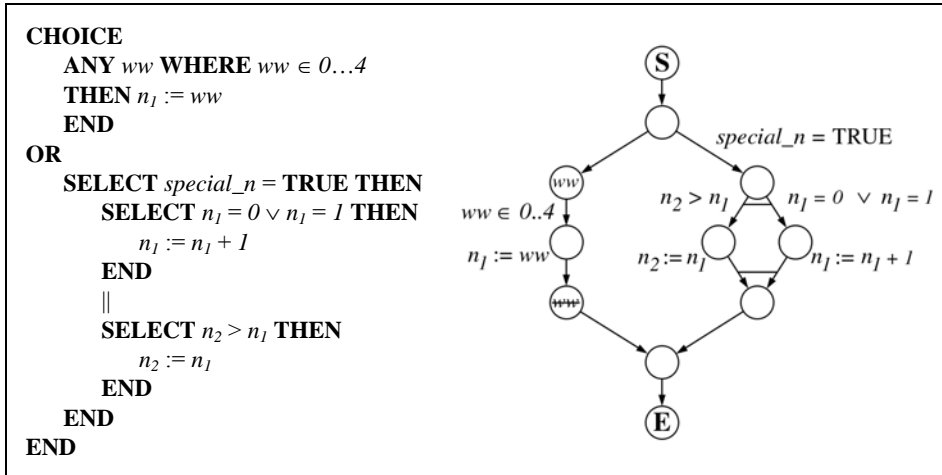 CHOICE
ANY ww WHERE ww ∈ 0…4
THEN n1 := ww
END
OR
SELECT special_n = TRUE THEN
SELECT n1 = 0 ∨ n1 = 1 THEN
n1 := n1 + 1
END
||
SELECT n2 > n1 THEN
n2 := n1
END
END
END
S
special_n = TRUE
ww
n2 > n1
n1 = 0 ∨ n1 = 1
ww ∈ 0..4
n1 := ww
n2 := n1
n1 := n1 + 1
ww
E